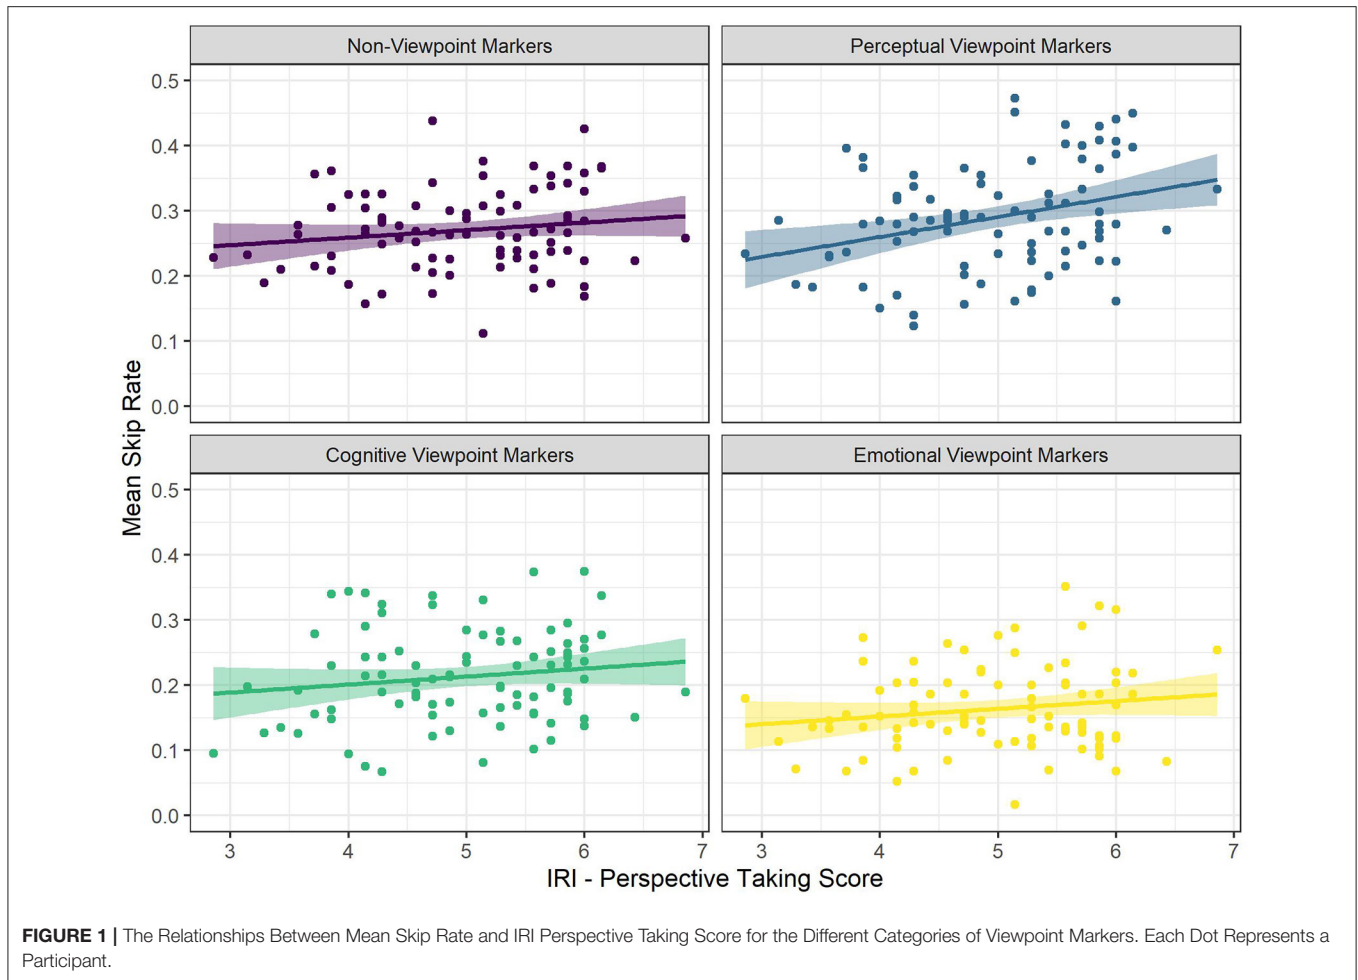 Non-Viewpoint Markers
Perceptual Viewpoint Markers
0.5
0.4
0.3
0.2
0.1
0.0
Cognitive Viewpoint Markers
Emotional Viewpoint Markers
0.5
0.4
0.3
0.2
0.1
0.0
Mean Skip Rate
3 4 5 6 7 3 4 5 6 7
IRI - Perspective Taking Score
FIGURE 1 | The Relationships Between Mean Skip Rate and IRI Perspective Taking Score for the Different Categories of Viewpoint Markers. Each Dot Represents a
Participant.